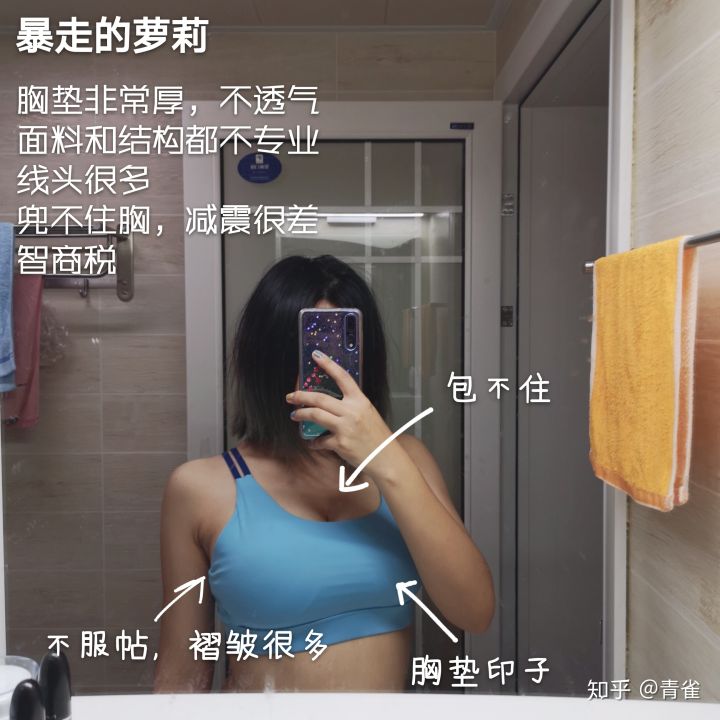 暴走的萝莉
胸垫非常厚，不透气
面料和结构都不专业
线头很多
兜不住胸，减震很差
智商税
包不住
不服帖，褶皱很多
胸垫印子
知乎 @青雀